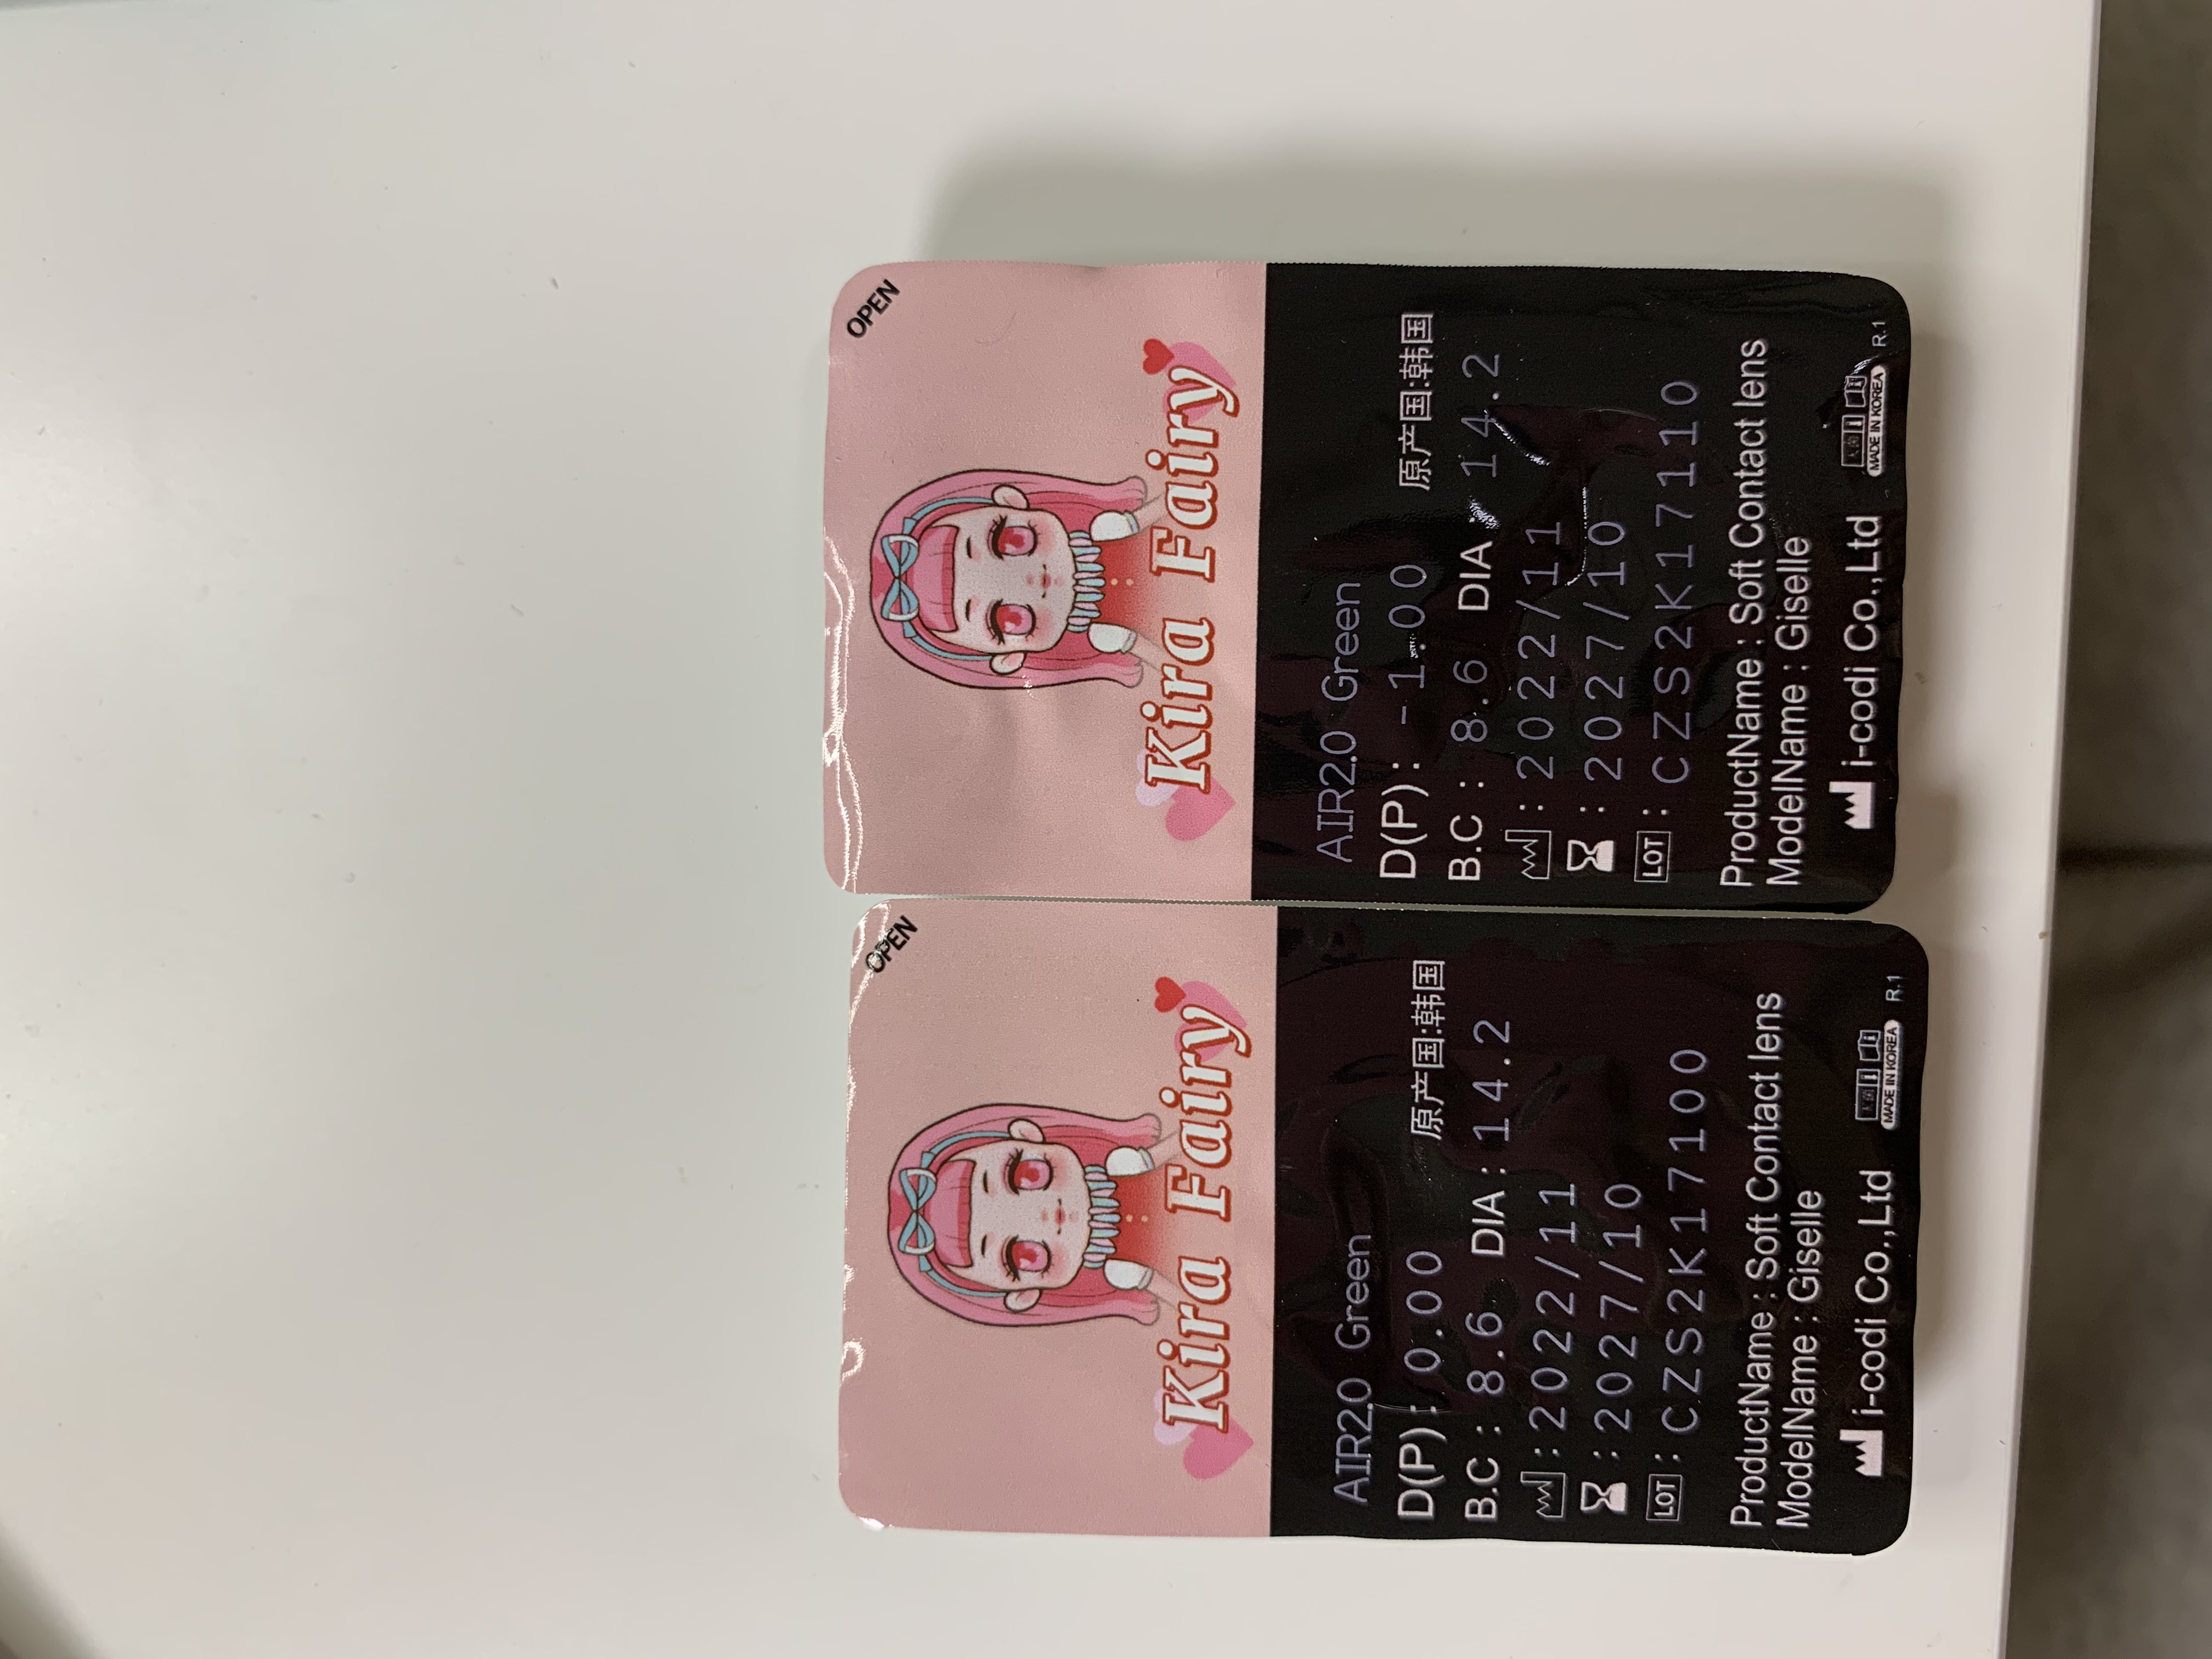 OPEN
Kira Fairy
AIR2.0 Green
原产国:韩国
D(P) : 0.00
B.C : 8.6 DIA : 14.2
: 2022/11
: 2027/10
LOT : CZS2K17100
ProductName : Soft Contact lens
ModelName : Giselle
i-codi Co.,Ltd
MADE IN KOREA
R.1
OPEN
Kira Fairy
AIR2.0 Green
原产国:韩国
D(P) : -1.00
B.C : 8.6 DIA : 14.2
: 2022/11
: 2027/10
LOT : CZS2K17110
ProductName : Soft Contact lens
ModelName : Giselle
i-codi Co.,Ltd
MADE IN KOREA
R.1